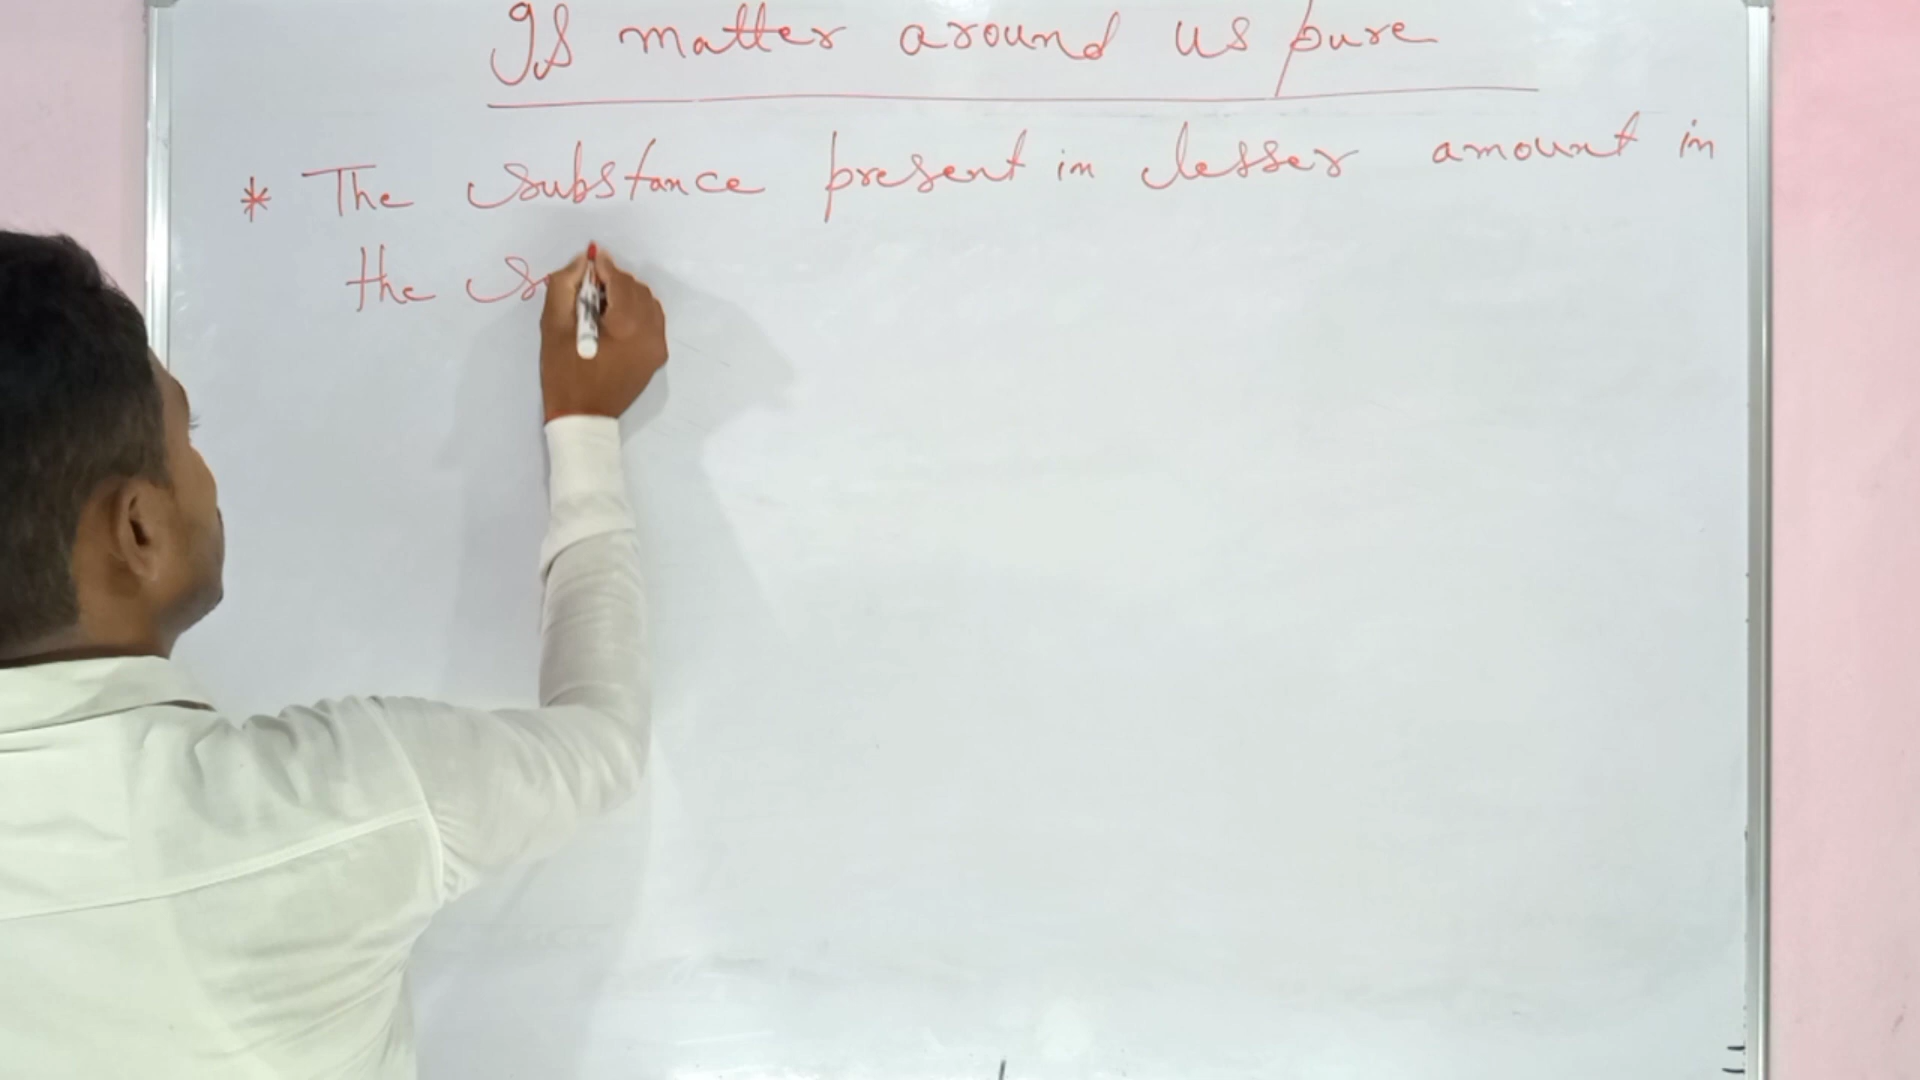 Is matter around us pure
* The substance present in lesser amount in
the